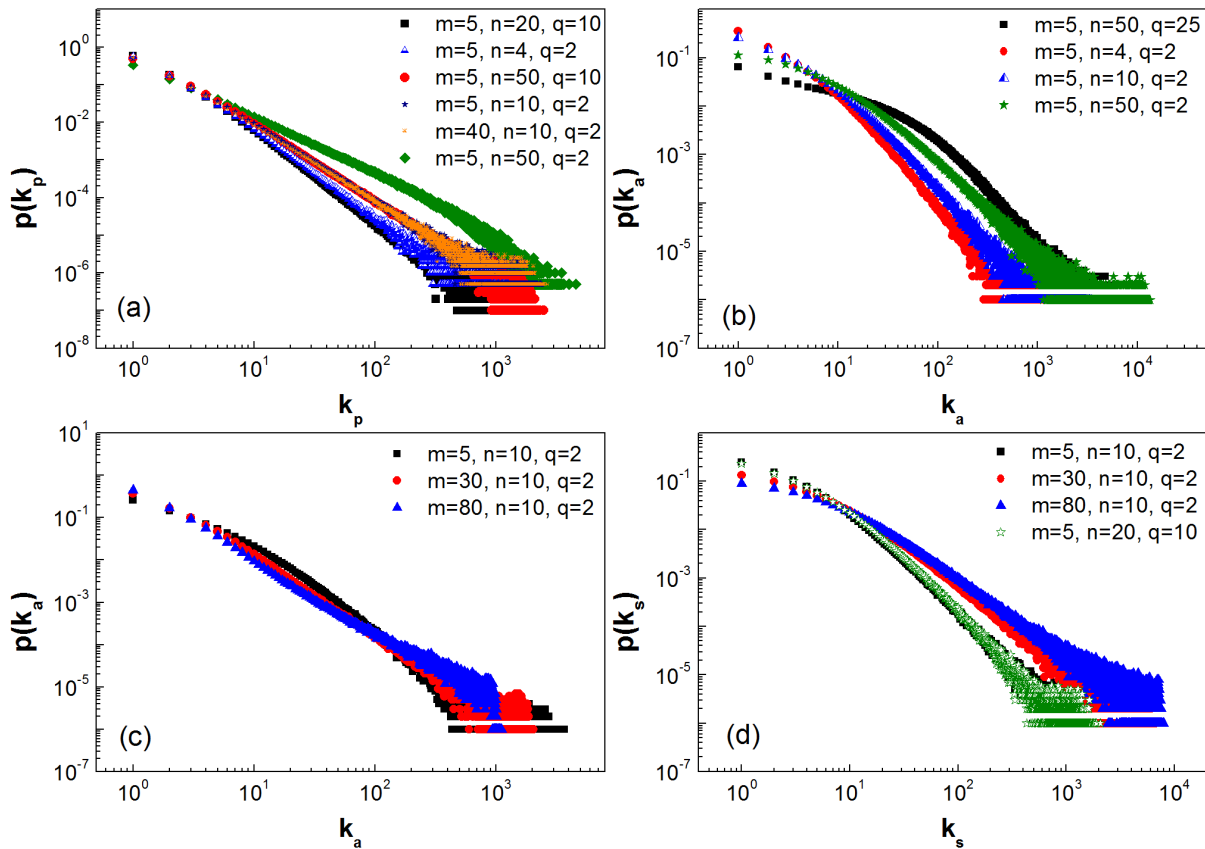 10^0
10^-2
10^-4
10^-6
10^-8
p(k_p)
m=5, n=20, q=10
m=5, n=4, q=2
m=5, n=50, q=10
m=5, n=10, q=2
m=40, n=10, q=2
m=5, n=50, q=2
(a)
10^0 10^1 10^2 10^3
k_p
10^-1
10^-3
10^-5
10^-7
p(k_a)
m=5, n=50, q=25
m=5, n=4, q=2
m=5, n=10, q=2
m=5, n=50, q=2
(b)
10^0 10^1 10^2 10^3 10^4
k_a
10^1
10^-1
10^-3
10^-5
10^-7
p(k_a)
m=5, n=10, q=2
m=30, n=10, q=2
m=80, n=10, q=2
(c)
10^0 10^1 10^2 10^3
k_a
10^-1
10^-3
10^-5
10^-7
p(k_s)
m=5, n=10, q=2
m=30, n=10, q=2
m=80, n=10, q=2
m=5, n=20, q=10
(d)
10^0 10^1 10^2 10^3 10^4
k_s